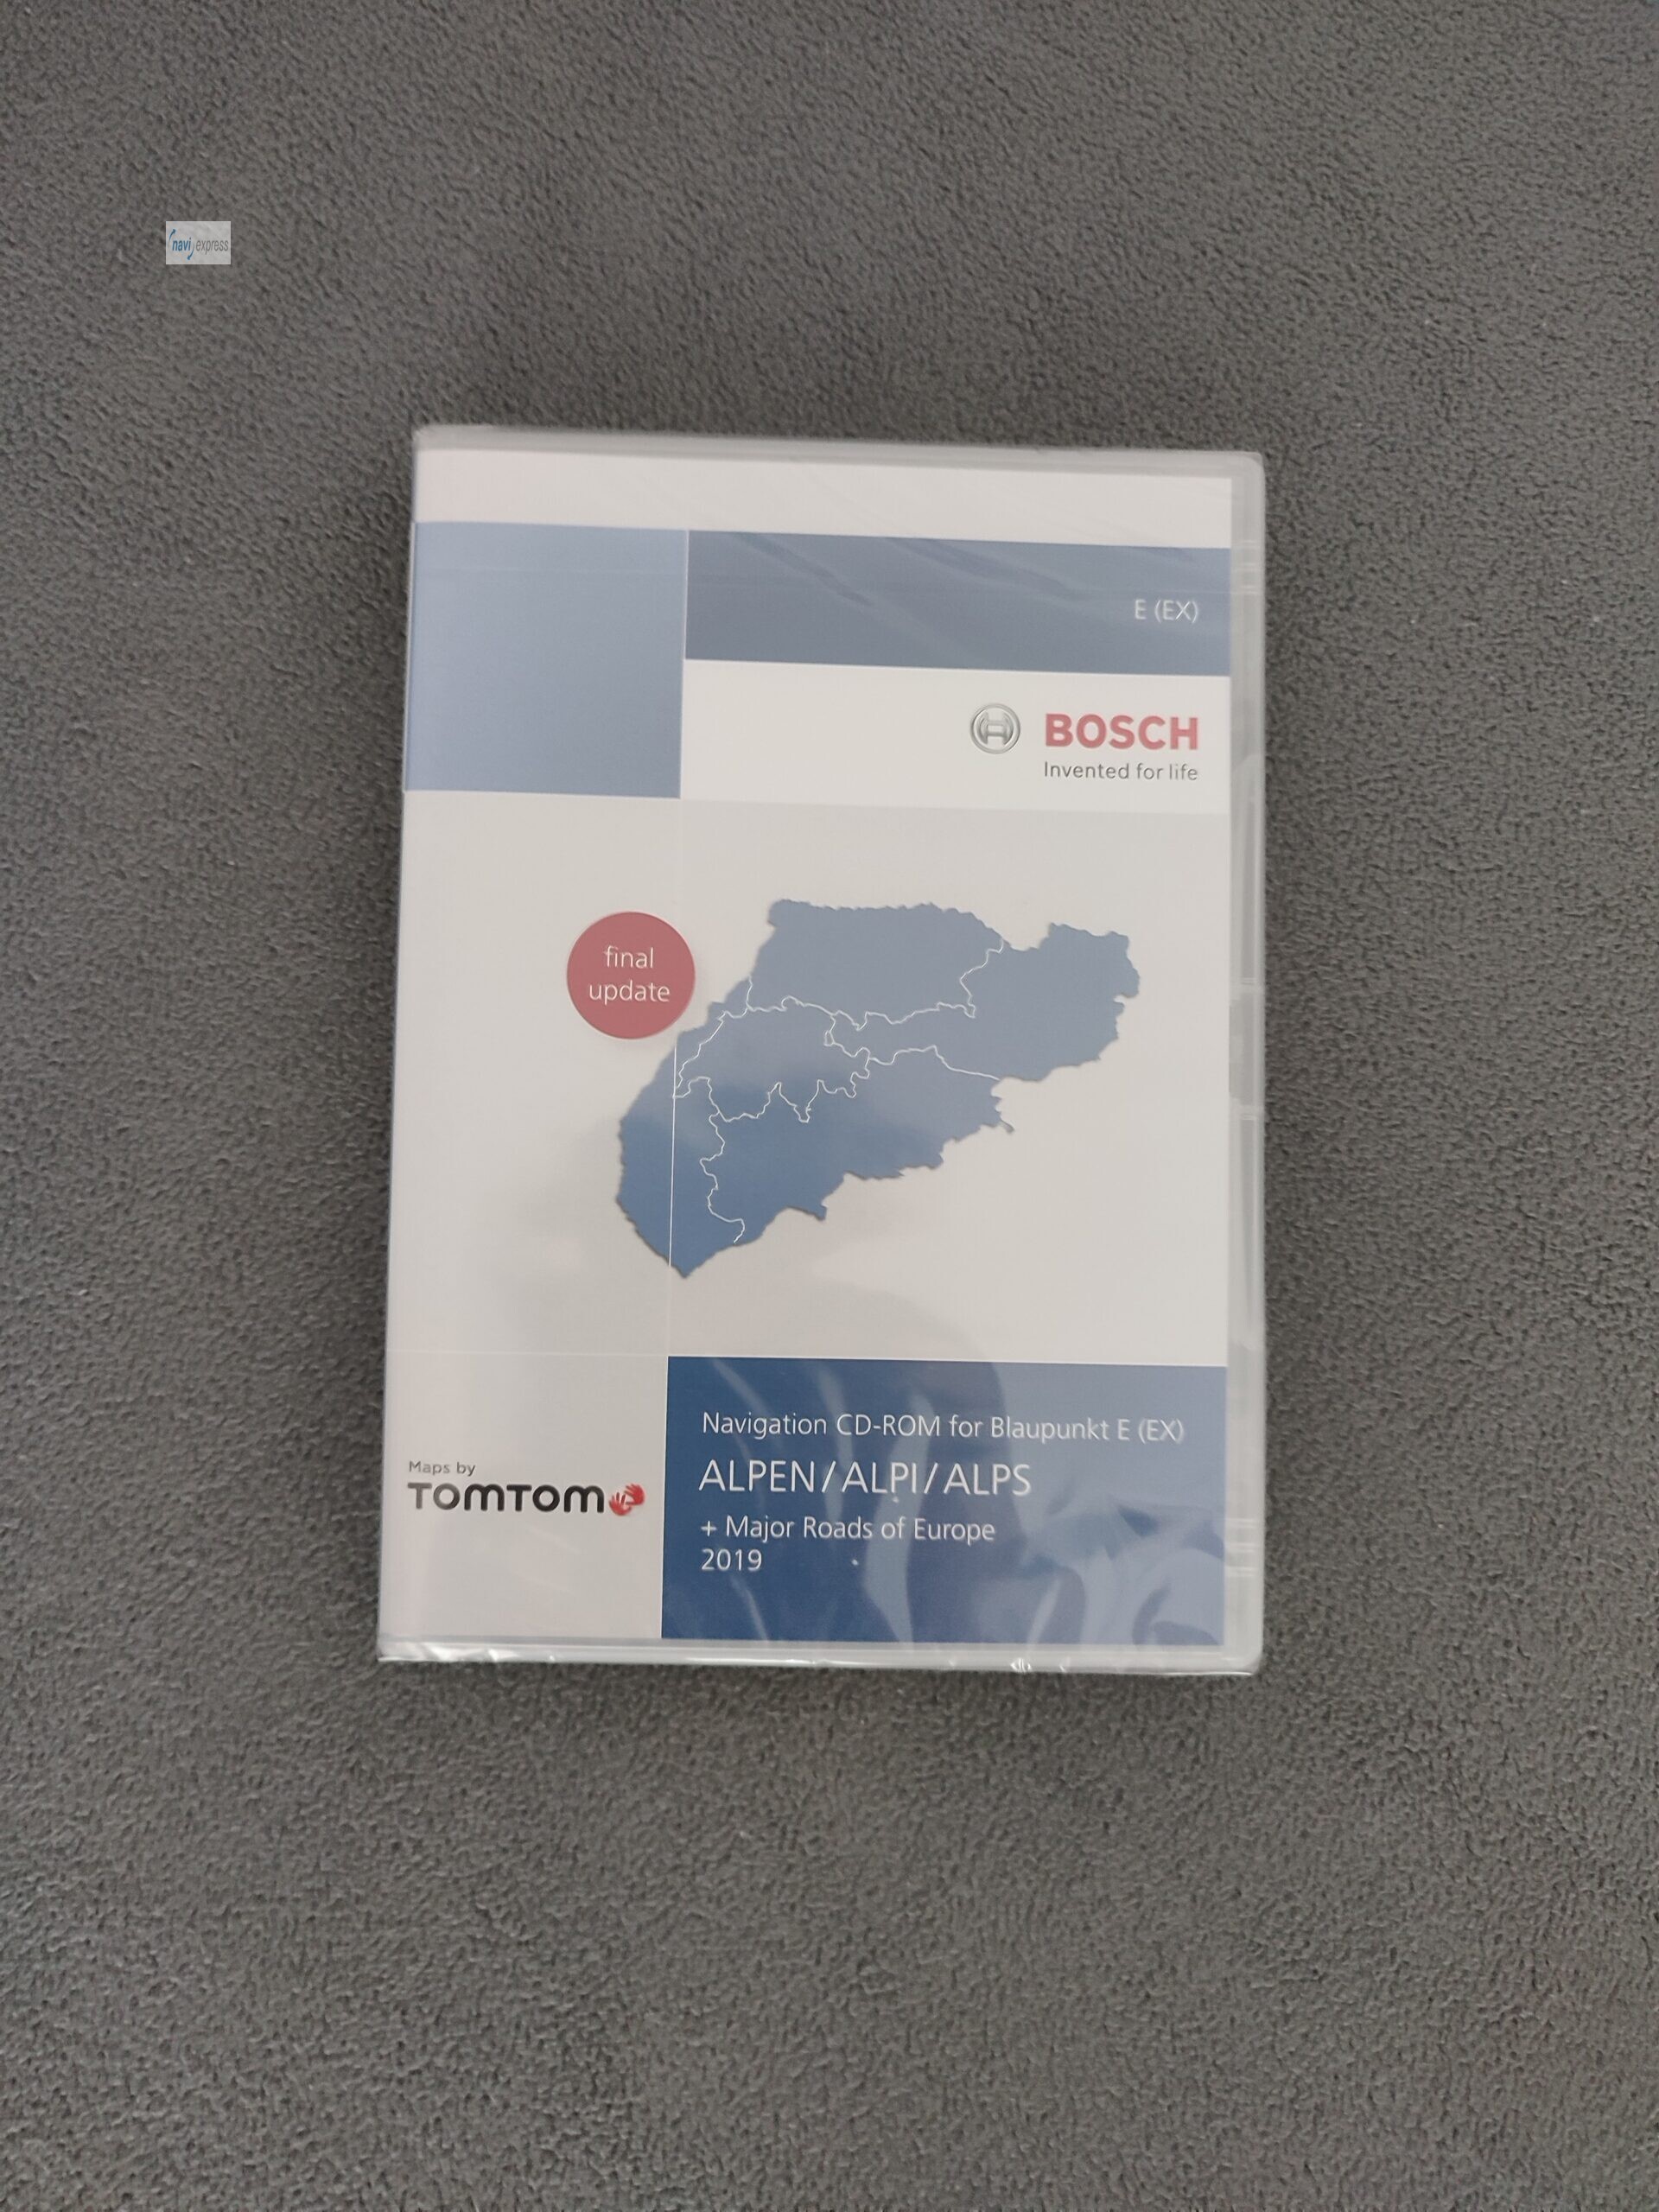 navi express
E (EX)
BOSCH
Invented for life
final
update
Navigation CD-ROM for Blaupunkt E (EX)
ALPEN/ALPI/ALPS
+ Major Roads of Europe
2019
Maps by
TOMTOM